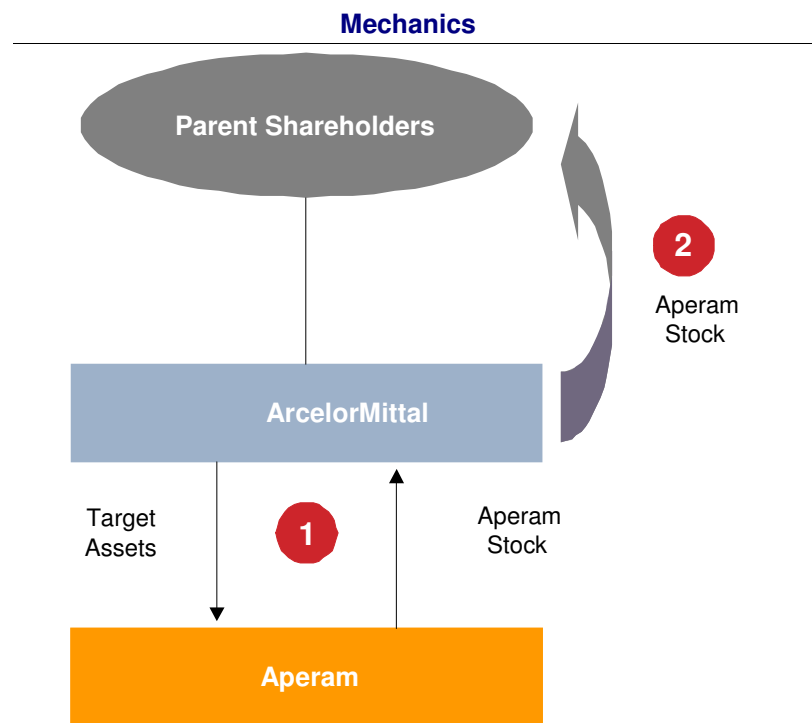 Mechanics
Parent Shareholders
2
Aperam
Stock
ArcelorMittal
Target
Assets
1
Aperam
Stock
Aperam